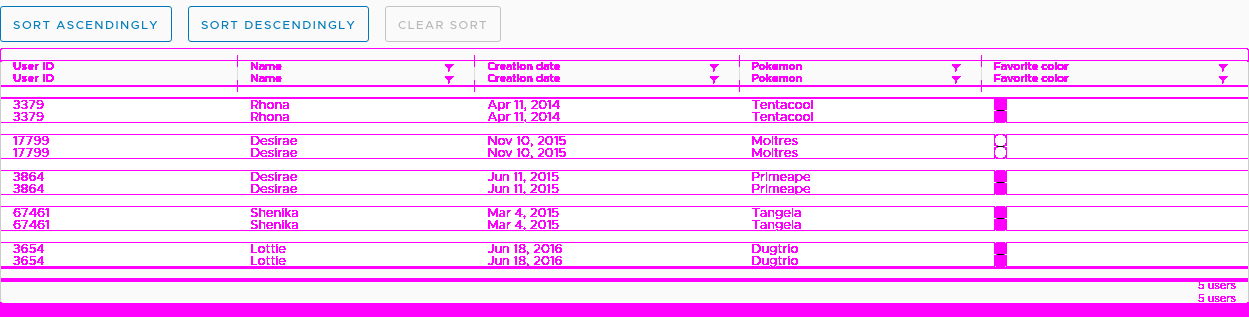 SORT ASCENDINGLY SORT DESCENDINGLY CLEAR SORT
User ID Name Creation date Pokemon Favorite color
User ID Name Creation date Pokemon Favorite color
3379 Rhona Apr 11, 2014 Tentacool
3379 Rhona Apr 11, 2014 Tentacool
17799 Desirae Nov 10, 2015 Moltres
17799 Desirae Nov 10, 2015 Moltres
3864 Desirae Jun 11, 2015 Primeape
3864 Desirae Jun 11, 2015 Primeape
67461 Shenika Mar 4, 2015 Tangela
67461 Shenika Mar 4, 2015 Tangela
3654 Lottie Jun 18, 2016 Dugtrio
3654 Lottie Jun 18, 2016 Dugtrio
5 users
5 users